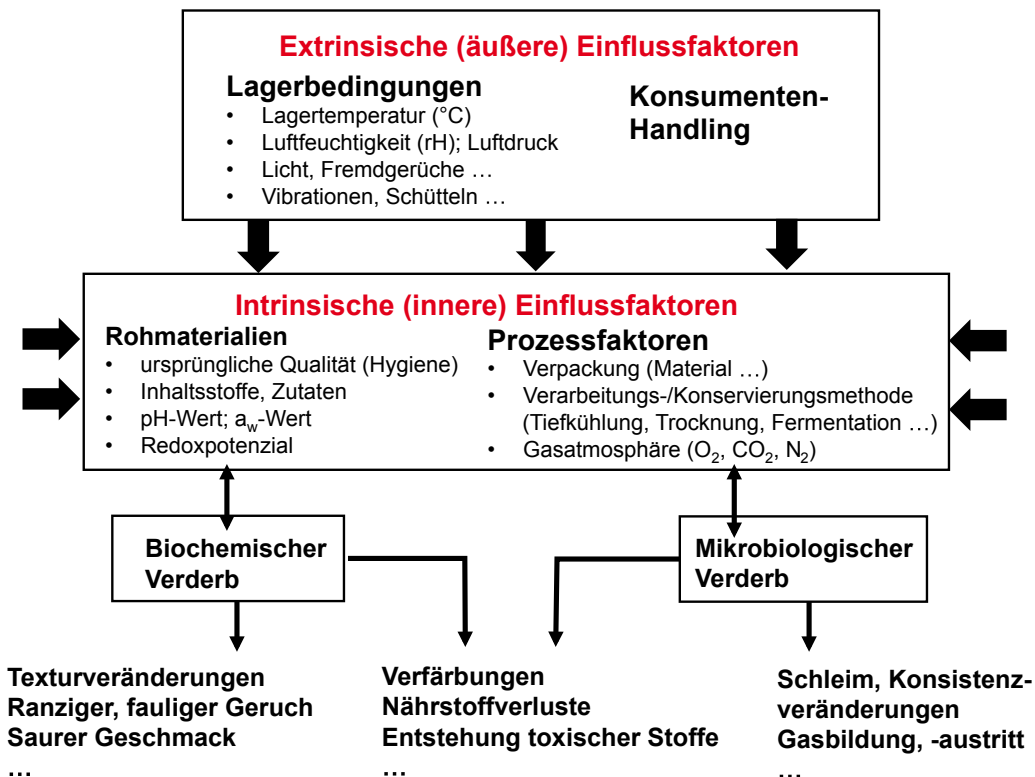 Extrinsische (äußere) Einflussfaktoren
Lagerbedingungen
• Lagertemperatur (°C)
• Luftfeuchtigkeit (rH); Luftdruck
• Licht, Fremdgerüche …
• Vibrationen, Schütteln …
Konsumenten-
Handling
Intrinsische (innere) Einflussfaktoren
Rohmaterialien
• ursprüngliche Qualität (Hygiene)
• Inhaltsstoffe, Zutaten
• pH-Wert; a_w-Wert
• Redoxpotenzial
Prozessfaktoren
• Verpackung (Material …)
• Verarbeitungs-/Konservierungsmethode
(Tiefkühlung, Trocknung, Fermentation …)
• Gasatmosphäre (O₂, CO₂, N₂)
Biochemischer
Verderb
Mikrobiologischer
Verderb
Texturveränderungen
Ranziger, fauliger Geruch
Saurer Geschmack
…
Verfärbungen
Nährstoffverluste
Entstehung toxischer Stoffe
…
Schleim, Konsistenz-
veränderungen
Gasbildung, -austritt
…